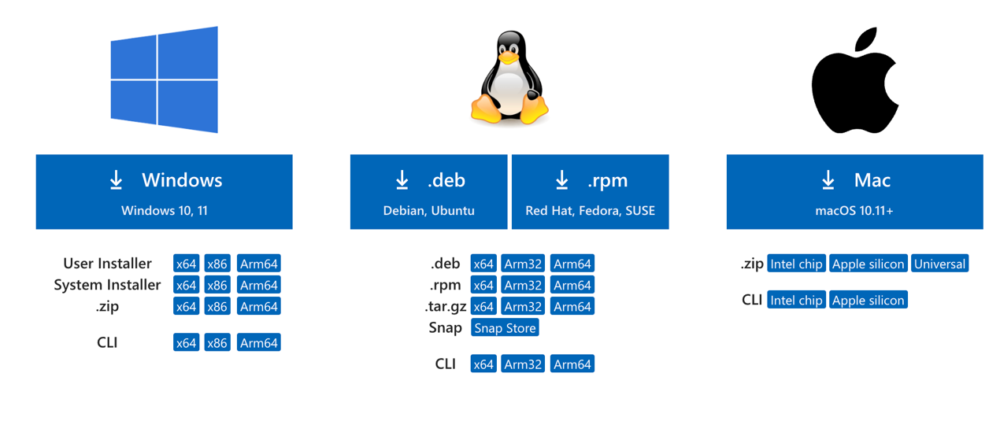 Windows
Windows 10, 11
User Installer x64 x86 Arm64
System Installer x64 x86 Arm64
.zip x64 x86 Arm64
CLI x64 x86 Arm64
.deb
Debian, Ubuntu
.rpm
Red Hat, Fedora, SUSE
.deb x64 Arm32 Arm64
.rpm x64 Arm32 Arm64
.tar.gz x64 Arm32 Arm64
Snap Snap Store
CLI x64 Arm32 Arm64
Mac
macOS 10.11+
.zip Intel chip Apple silicon Universal
CLI Intel chip Apple silicon